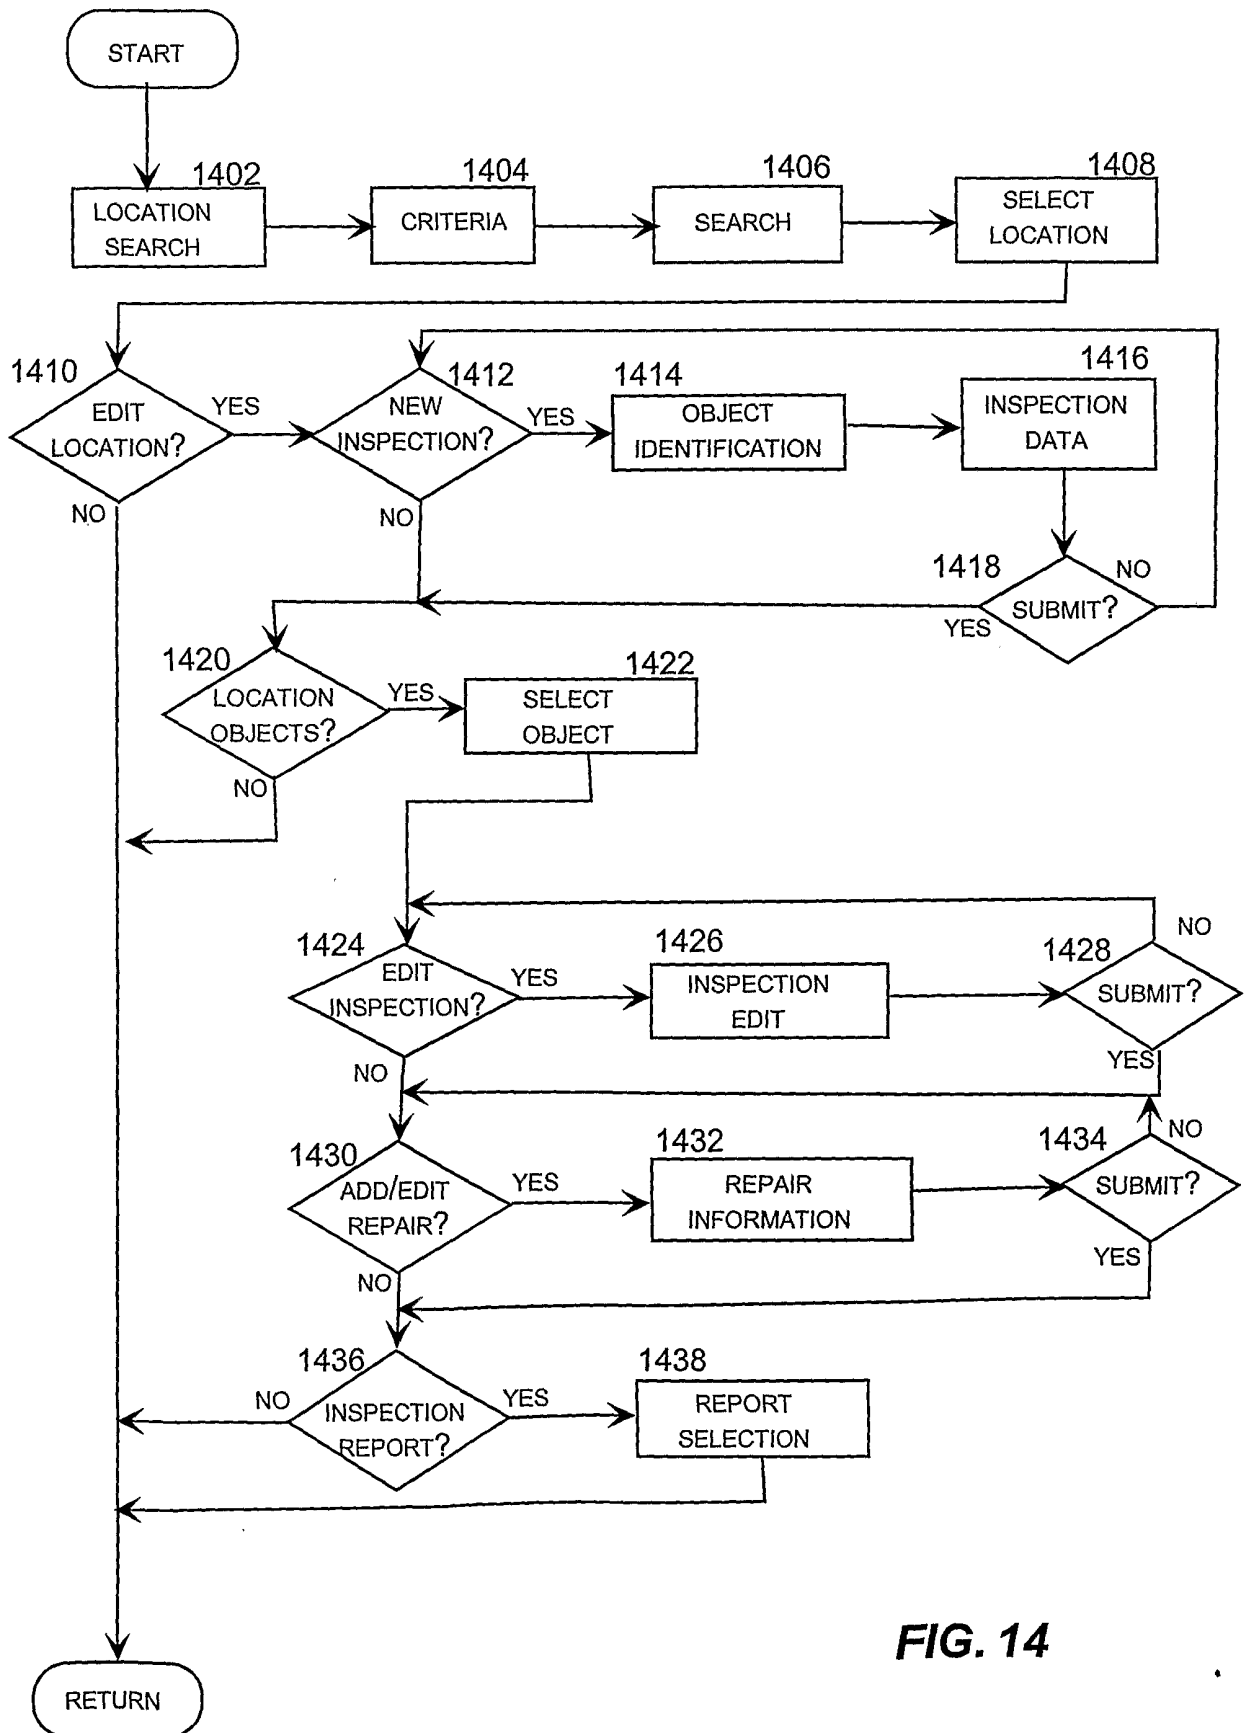 START
1402
LOCATION
SEARCH
1404
CRITERIA
1406
SEARCH
1408
SELECT
LOCATION
1410
EDIT
LOCATION?
YES
NO
1412
NEW
INSPECTION?
YES
NO
1414
OBJECT
IDENTIFICATION
1416
INSPECTION
DATA
1418
SUBMIT?
NO
YES
1420
LOCATION
OBJECTS?
YES
NO
1422
SELECT
OBJECT
1424
EDIT
INSPECTION?
YES
NO
1426
INSPECTION
EDIT
1428
SUBMIT?
NO
YES
1430
ADD/EDIT
REPAIR?
YES
NO
1432
REPAIR
INFORMATION
1434
SUBMIT?
NO
YES
1436
INSPECTION
REPORT?
NO
YES
1438
REPORT
SELECTION
RETURN
FIG. 14